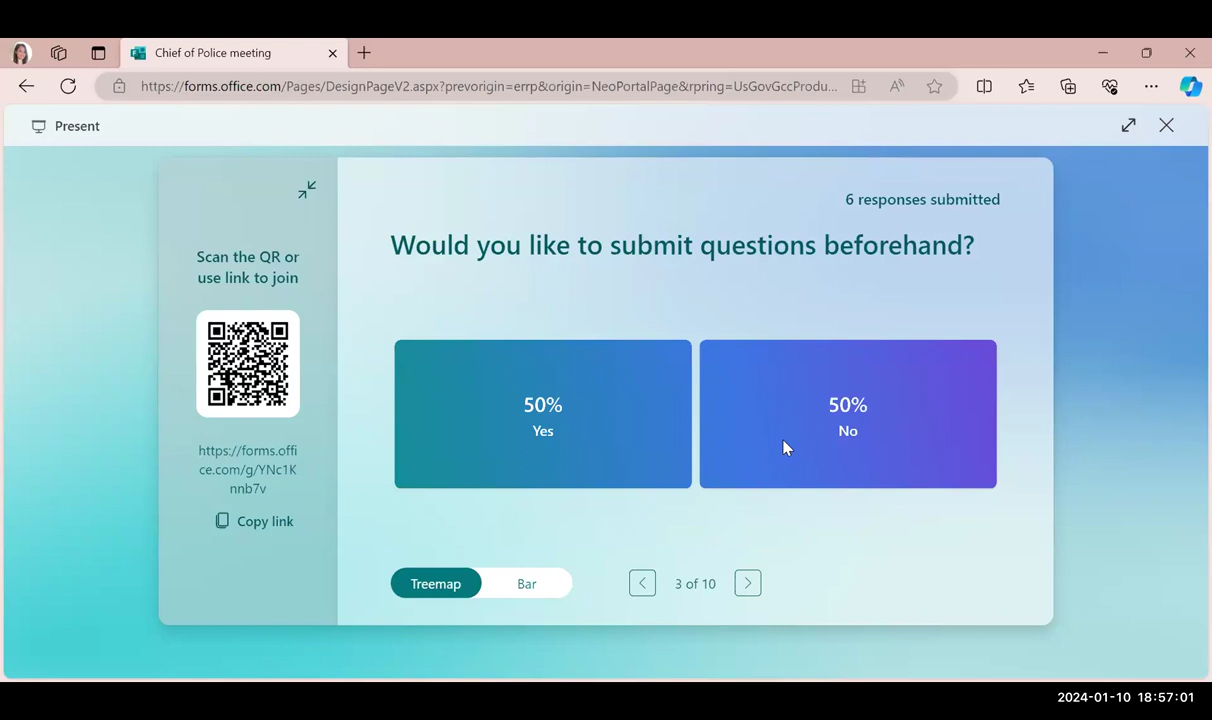 Chief of Police meeting
https://forms.office.com/Pages/DesignPageV2.aspx?prevorigin=errp&origin=NeoPortalPage&rpring=UsGovGccProdu...
Present
6 responses submitted
Would you like to submit questions beforehand?
Scan the QR or
use link to join
https://forms.offi
ce.com/g/YNc1K
nnb7v
Copy link
50%
Yes
50%
No
Treemap
Bar
3 of 10
2024-01-10 18:57:01